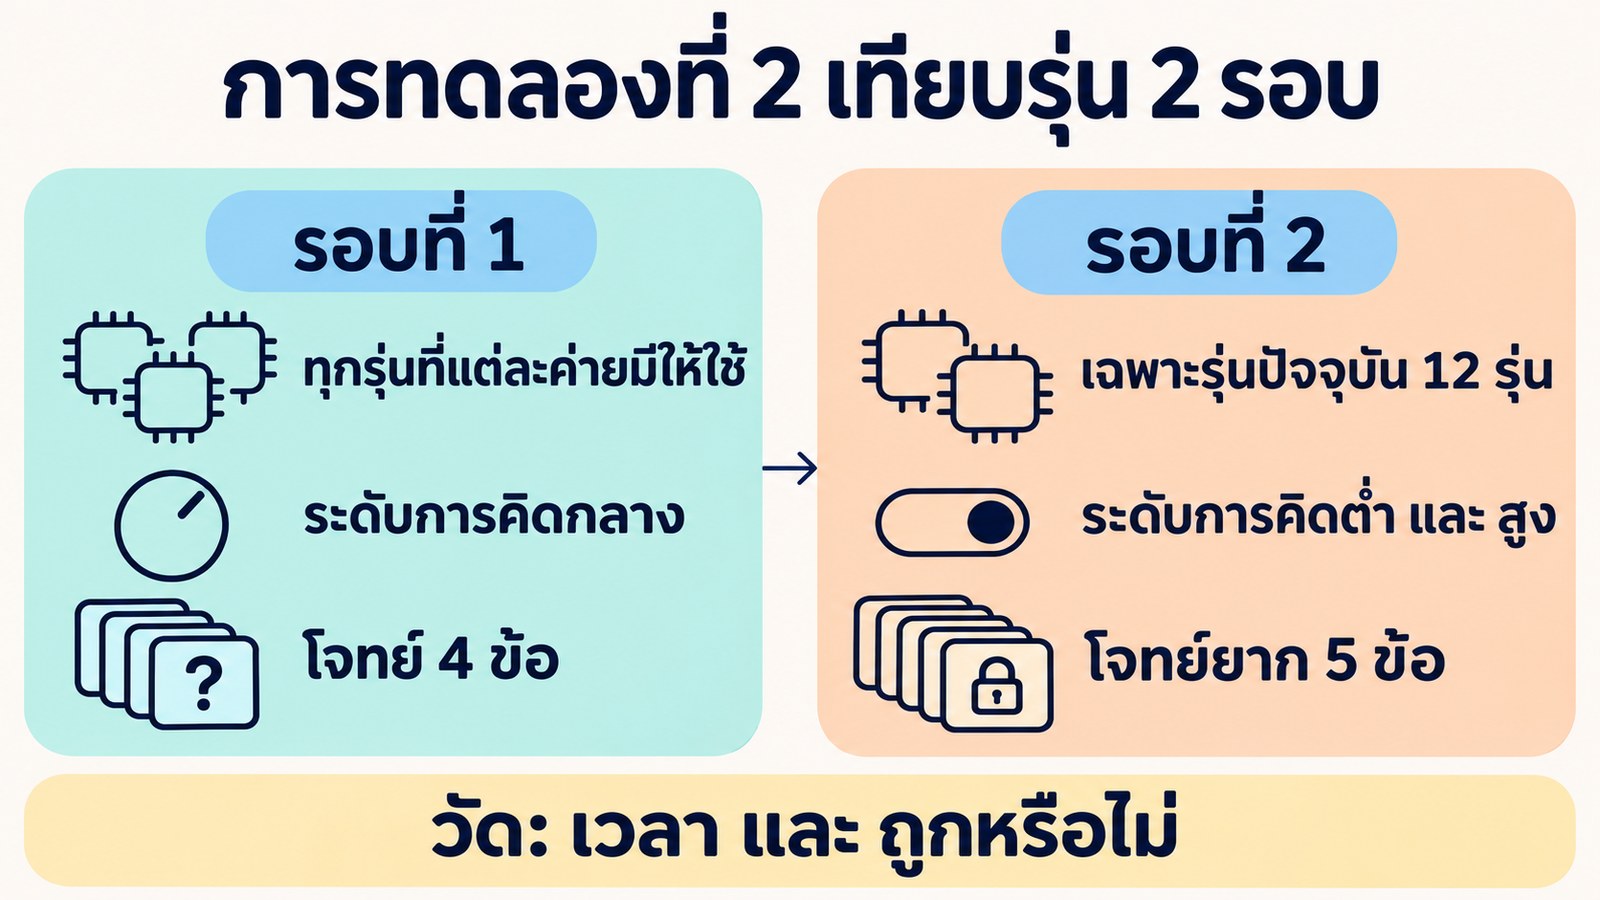 การทดลองที่ 2 เทียบรุ่น 2 รอบ
รอบที่ 1
ทุกรุ่นที่แต่ละค่ายมีให้ใช้
ระดับการคิดกลาง
?
โจทย์ 4 ข้อ
รอบที่ 2
เฉพาะรุ่นปัจจุบัน 12 รุ่น
ระดับการคิดต่ำ และ สูง
โจทย์ยาก 5 ข้อ
วัด: เวลา และ ถูกหรือไม่